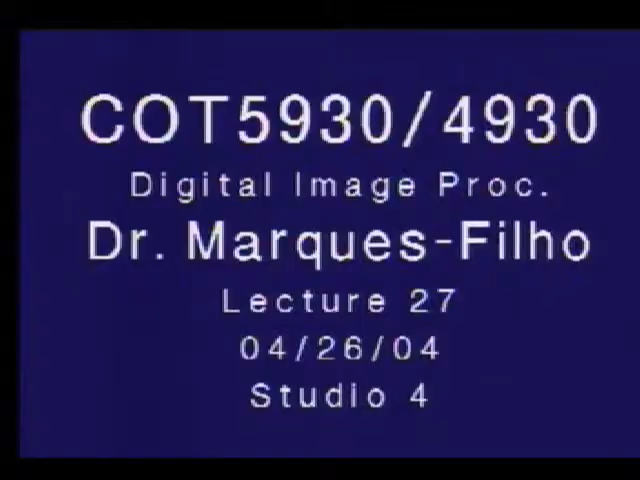 COT5930/4930
Digital Image Proc.
Dr. Marques-Filho
Lecture 27
04/26/04
Studio 4